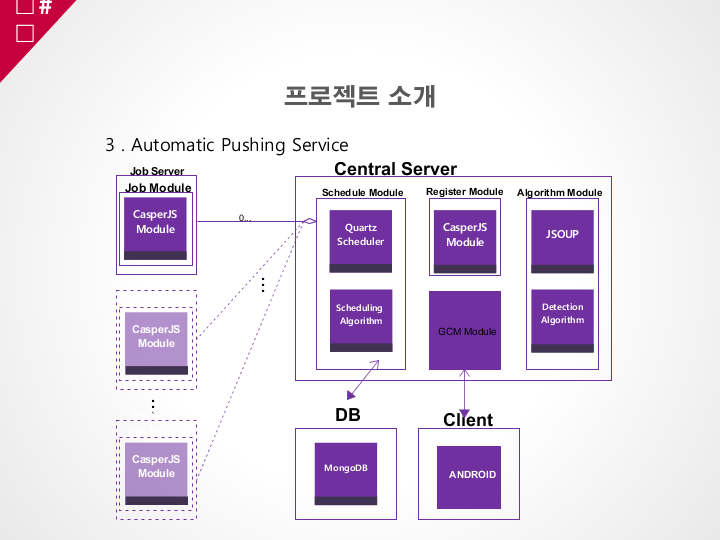 #
프로젝트 소개
3 . Automatic Pushing Service
Job Server
Job Module
CasperJS
Module
0...
...
CasperJS
Module
...
CasperJS
Module
Central Server
Schedule Module
Quartz
Scheduler
Scheduling
Algorithm
Register Module
CasperJS
Module
GCM Module
Algorithm Module
JSOUP
Detection
Algorithm
DB
MongoDB
Client
ANDROID